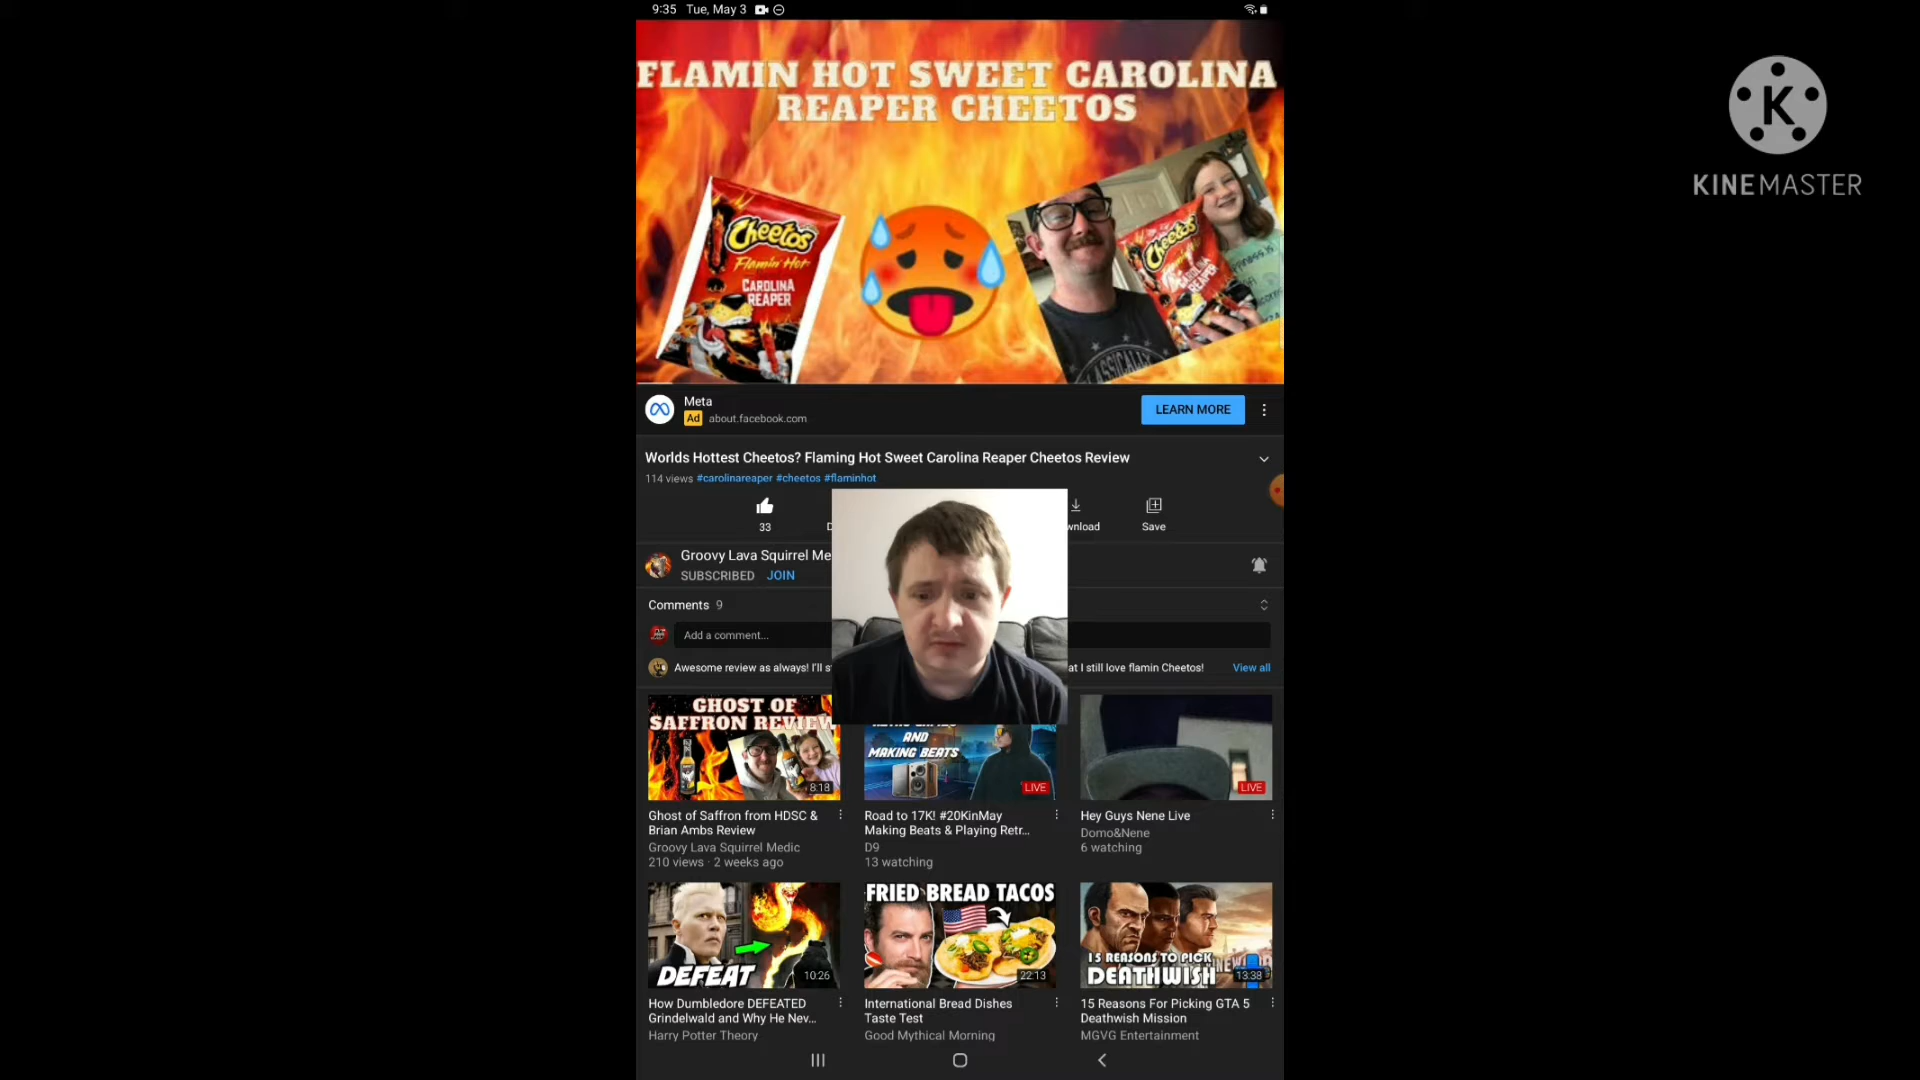 9:35 Tue, May 3
FLAMIN HOT SWEET CAROLINA
REAPER CHEETOS
Cheetos
Flamin' Hot
CAROLINA
REAPER
Cheetos
CAROLINA
REAPER
CLASSICALLY
K
KINEMASTER
Meta
Ad about.facebook.com
LEARN MORE
Worlds Hottest Cheetos? Flaming Hot Sweet Carolina Reaper Cheetos Review
114 views #carolinareaper #cheetos #flaminhot
33
D
wnload
Save
Groovy Lava Squirrel Me
SUBSCRIBED JOIN
Comments 9
Add a comment...
Awesome review as always! I'll s
at I still love flamin Cheetos!
View all
GHOST OF
SAFFRON REVIEW
8:18
AND
MAKING BEATS
LIVE
LIVE
Ghost of Saffron from HDSC &
Brian Ambs Review
Groovy Lava Squirrel Medic
210 views · 2 weeks ago
Road to 17K! #20KinMay
Making Beats & Playing Retr...
D9
13 watching
Hey Guys Nene Live
Domo&Nene
6 watching
DEFEAT
10:26
FRIED BREAD TACOS
22:13
15 REASONS TO PICK
DEATHWISH
13:38
How Dumbledore DEFEATED
Grindelwald and Why He Nev...
Harry Potter Theory
International Bread Dishes
Taste Test
Good Mythical Morning
15 Reasons For Picking GTA 5
Deathwish Mission
MGVG Entertainment